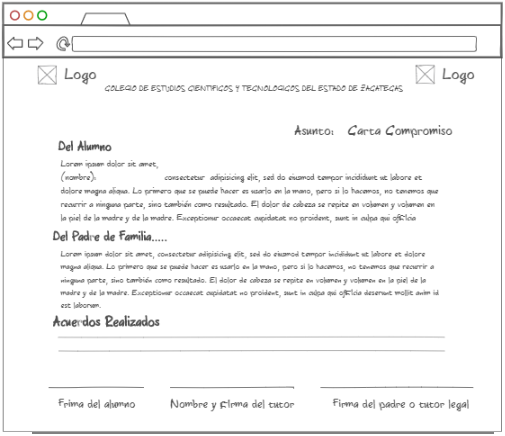 Logo
Logo
COLEGIO DE ESTUDIOS CIENTIFICOS Y TECNOLOGICOS DEL ESTADO DE ZACATECAS
Asunto: Carta Compromiso
Del Alumno
Lorem ipsum dolor sit amet,
(nombre): consectetur adipisicing elit, sed do eiusmod tempor incididunt ut labore et
dolore magna aliqua. Lo primero que se puede hacer es usarlo en la mano, pero si lo hacemos, no tenemos que
recurrir a ninguna parte, sino también como resultado. El dolor de cabeza se repite en volumen y volumen en
la piel de la madre y de la madre. Exceptionur occaecat cupidatat no proident, sunt in culpa qui officia
Del Padre de Familia.....
Lorem ipsum dolor sit amet, consectetur adipisicing elit, sed do eiusmod tempor incididunt ut labore et dolore
magna aliqua. Lo primero que se puede hacer es usarlo en la mano, pero si lo hacemos, no tenemos que recurrir a
ninguna parte, sino también como resultado. El dolor de cabeza se repite en volumen y volumen en la piel de la
madre y de la madre. Exceptionur occaecat cupidatat no proident, sunt in culpa qui officia deserunt mollit anim id
est laborum.
Acuerdos Realizados
Frima del alumno Nombre y Firma del tutor Firma del padre o tutor legal